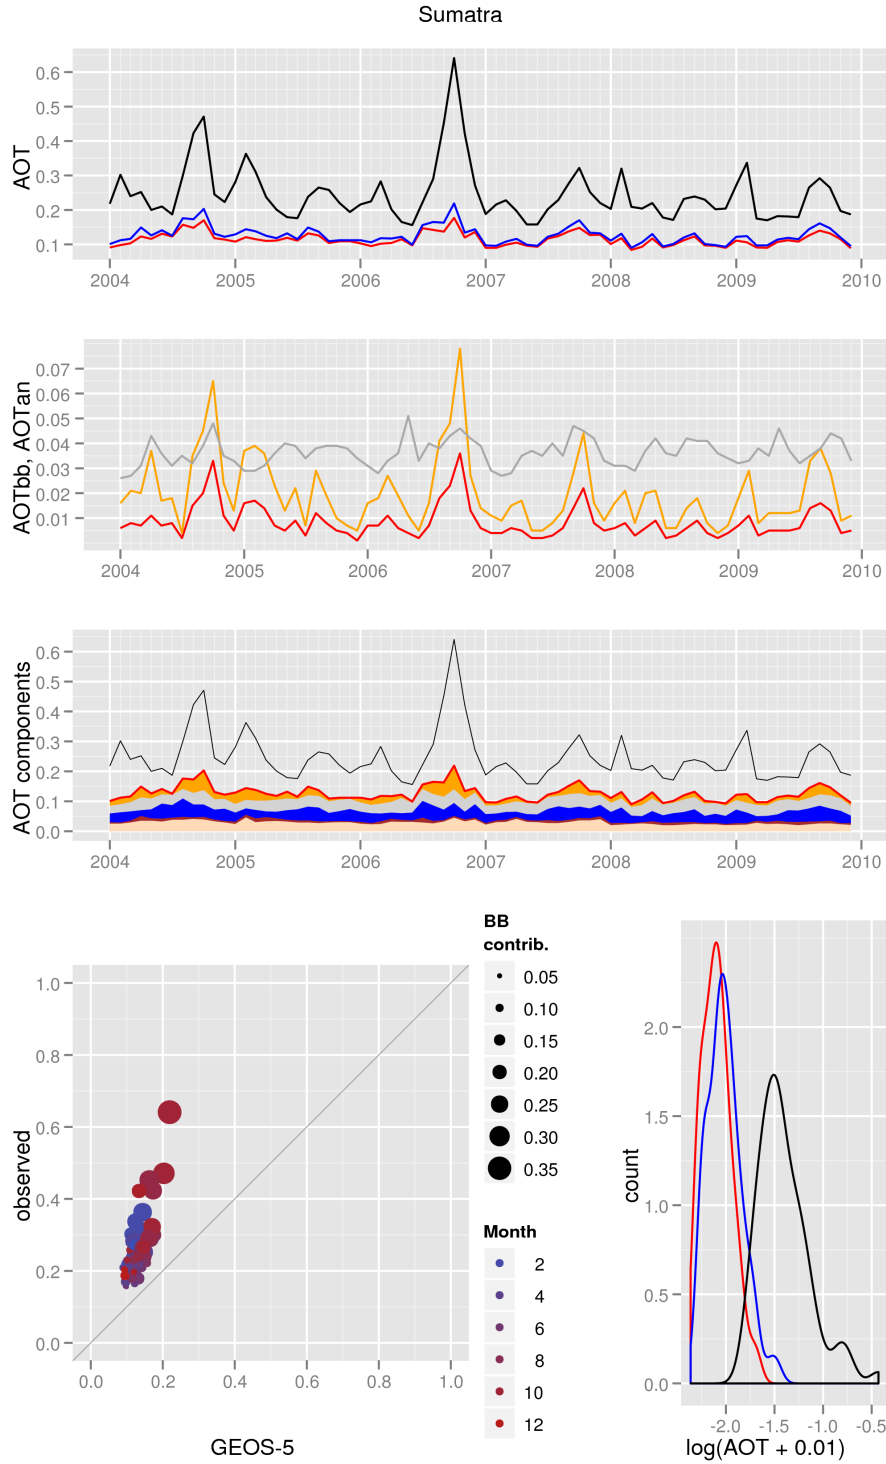 Sumatra
AOT
0.6
0.5
0.4
0.3
0.2
0.1
2004 2005 2006 2007 2008 2009 2010
AOTbb, AOTan
0.07
0.06
0.05
0.04
0.03
0.02
0.01
2004 2005 2006 2007 2008 2009 2010
AOT components
0.6
0.5
0.4
0.3
0.2
0.1
0.0
2004 2005 2006 2007 2008 2009 2010
observed
1.0
0.8
0.6
0.4
0.2
0.0
0.0 0.2 0.4 0.6 0.8 1.0
GEOS-5
BB
contrib.
0.05
0.10
0.15
0.20
0.25
0.30
0.35
Month
2
4
6
8
10
12
count
2.0
1.5
1.0
0.5
0.0
-2.0 -1.5 -1.0 -0.5
log(AOT + 0.01)